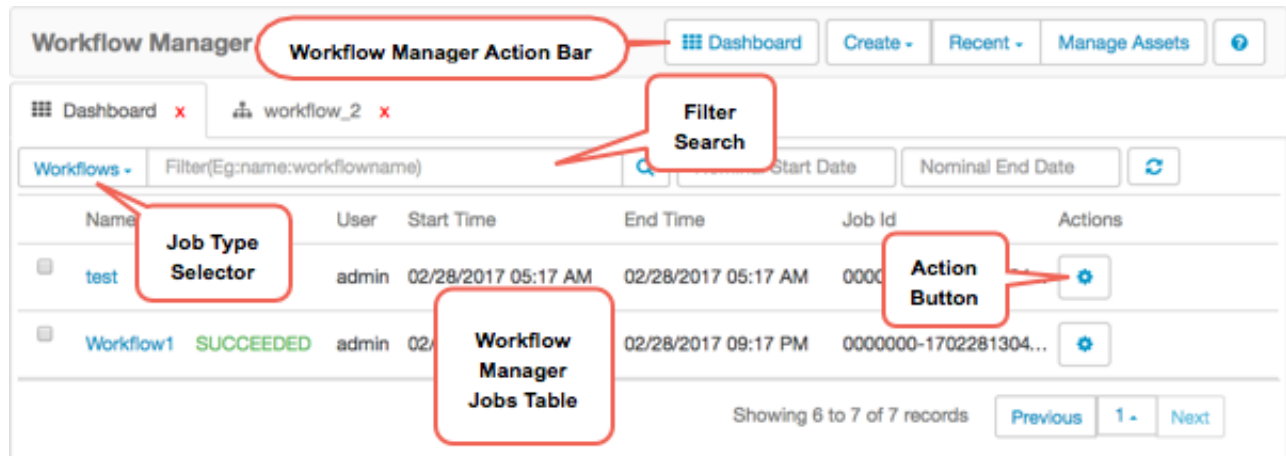 Workflow Manager
Workflow Manager Action Bar
Dashboard
Create
Recent
Manage Assets
Dashboard x
workflow_2 x
Filter
Search
Workflows
Filter(Eg:name:workflowname)
Start Date
Nominal End Date
Name User Start Time End Time Job Id Actions
Job Type
Selector
test admin 02/28/2017 05:17 AM 02/28/2017 05:17 AM
Action
Button
Workflow1 SUCCEEDED admin 02/28/2017 09:17 PM 0000000-1702281304...
Workflow
Manager
Jobs Table
Showing 6 to 7 of 7 records
Previous 1 Next